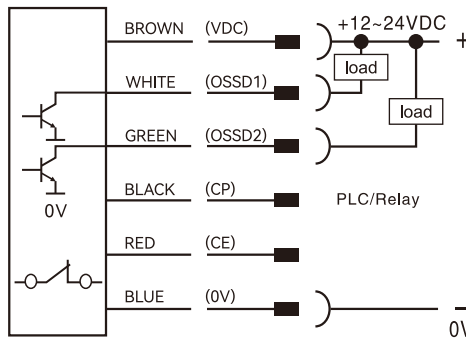 BROWN (VDC) +12~24VDC +
load
WHITE (OSSD1)
load
GREEN (OSSD2)
BLACK (CP) PLC/Relay
0V
RED (CE)
BLUE (0V) −
0V